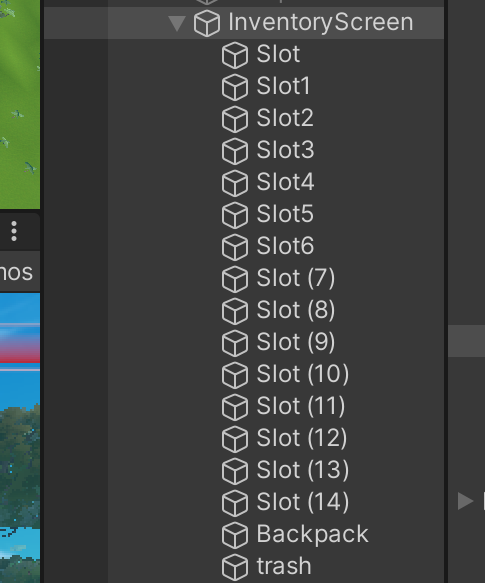 InventoryScreen
Slot
Slot1
Slot2
Slot3
Slot4
Slot5
Slot6
Slot (7)
Slot (8)
nos
Slot (9)
Slot (10)
Slot (11)
Slot (12)
Slot (13)
Slot (14)
Backpack
trash